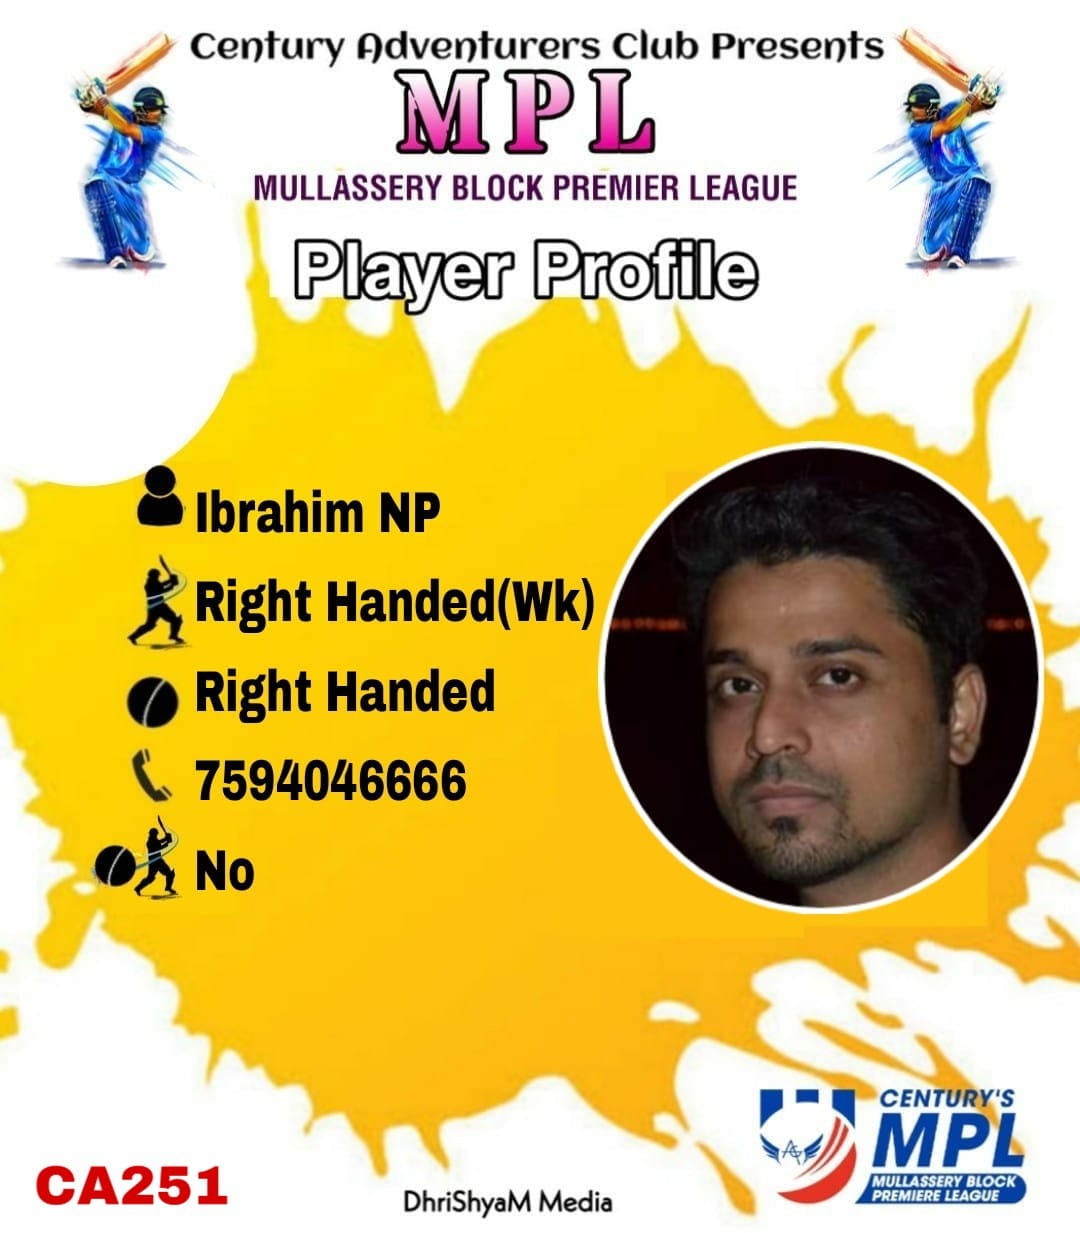 Century Adventurers Club Presents
MPL
MULLASSERY BLOCK PREMIER LEAGUE
Player Profile
Ibrahim NP
Right Handed(Wk)
Right Handed
7594046666
No
CENTURY'S
MPL
MULLASSERY BLOCK
PREMIERE LEAGUE
CA251
DhriShyaM Media